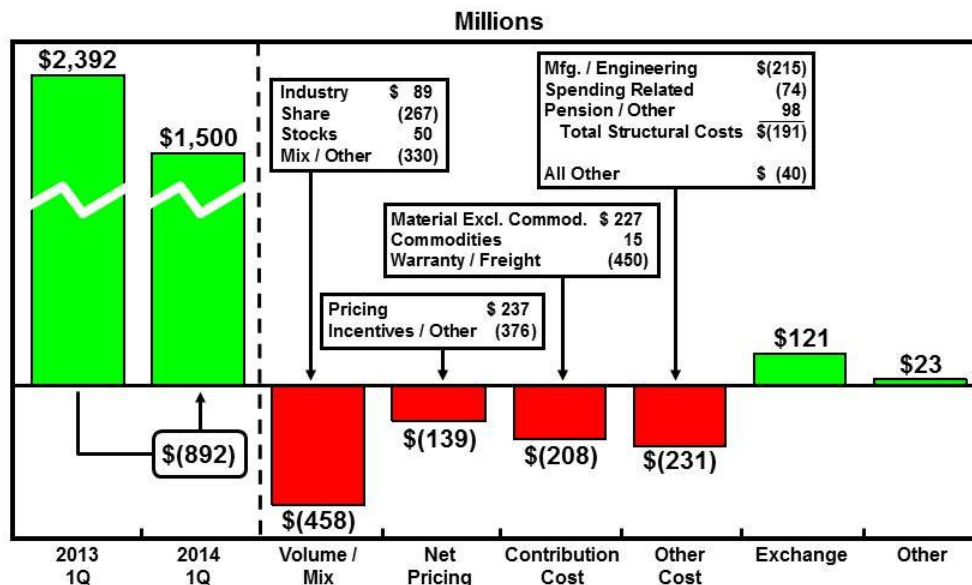 Millions
$2,392
$1,500
$(892)
Industry $ 89
Share (267)
Stocks 50
Mix / Other (330)
Mfg. / Engineering $(215)
Spending Related (74)
Pension / Other 98
Total Structural Costs $(191)
All Other $ (40)
Material Excl. Commod. $ 227
Commodities 15
Warranty / Freight (450)
Pricing $ 237
Incentives / Other (376)
$(458)
$(139)
$(208)
$(231)
$121
$23
2013
1Q
2014
1Q
Volume /
Mix
Net
Pricing
Contribution
Cost
Other
Cost
Exchange
Other